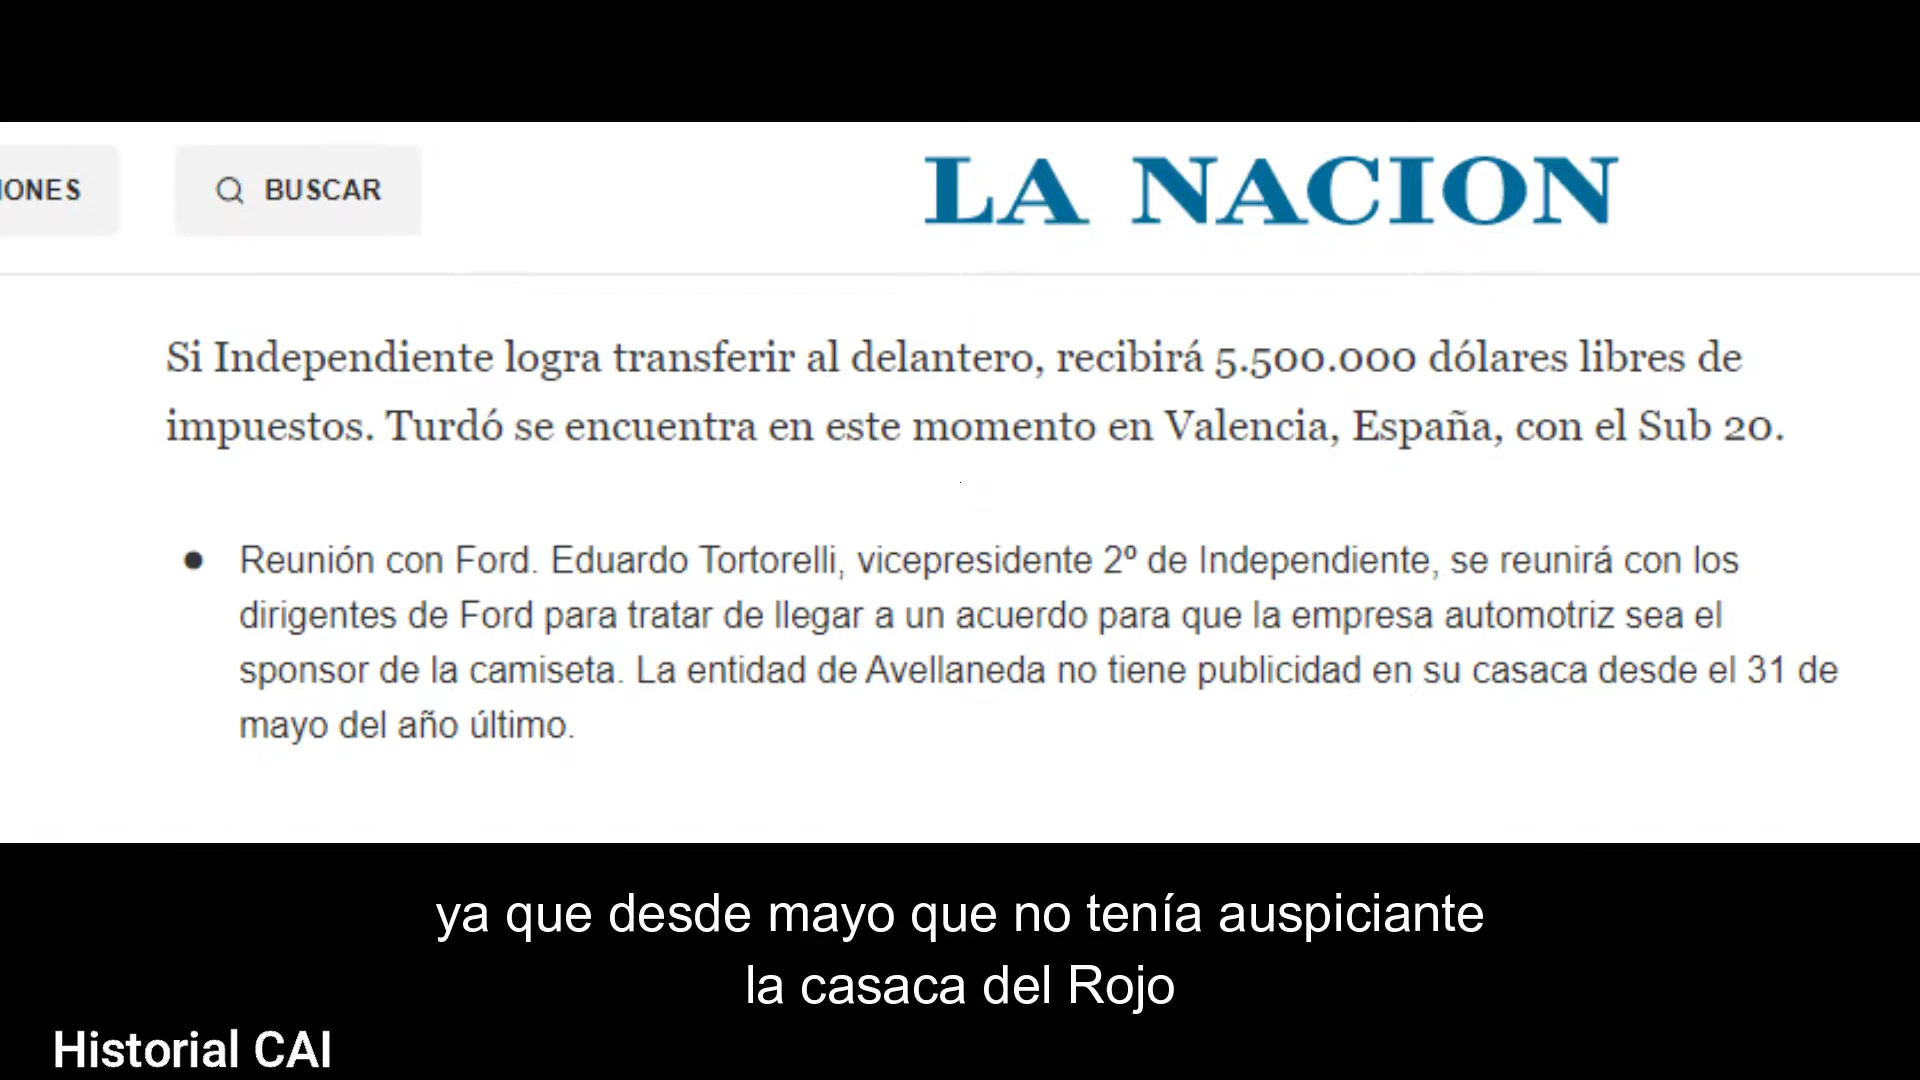 IONES
BUSCAR
LA NACION
Si Independiente logra transferir al delantero, recibirá 5.500.000 dólares libres de
impuestos. Turdó se encuentra en este momento en Valencia, España, con el Sub 20.
● Reunión con Ford. Eduardo Tortorelli, vicepresidente 2º de Independiente, se reunirá con los
dirigentes de Ford para tratar de llegar a un acuerdo para que la empresa automotriz sea el
sponsor de la camiseta. La entidad de Avellaneda no tiene publicidad en su casaca desde el 31 de
mayo del año último.
ya que desde mayo que no tenía auspiciante
la casaca del Rojo
Historial CAI